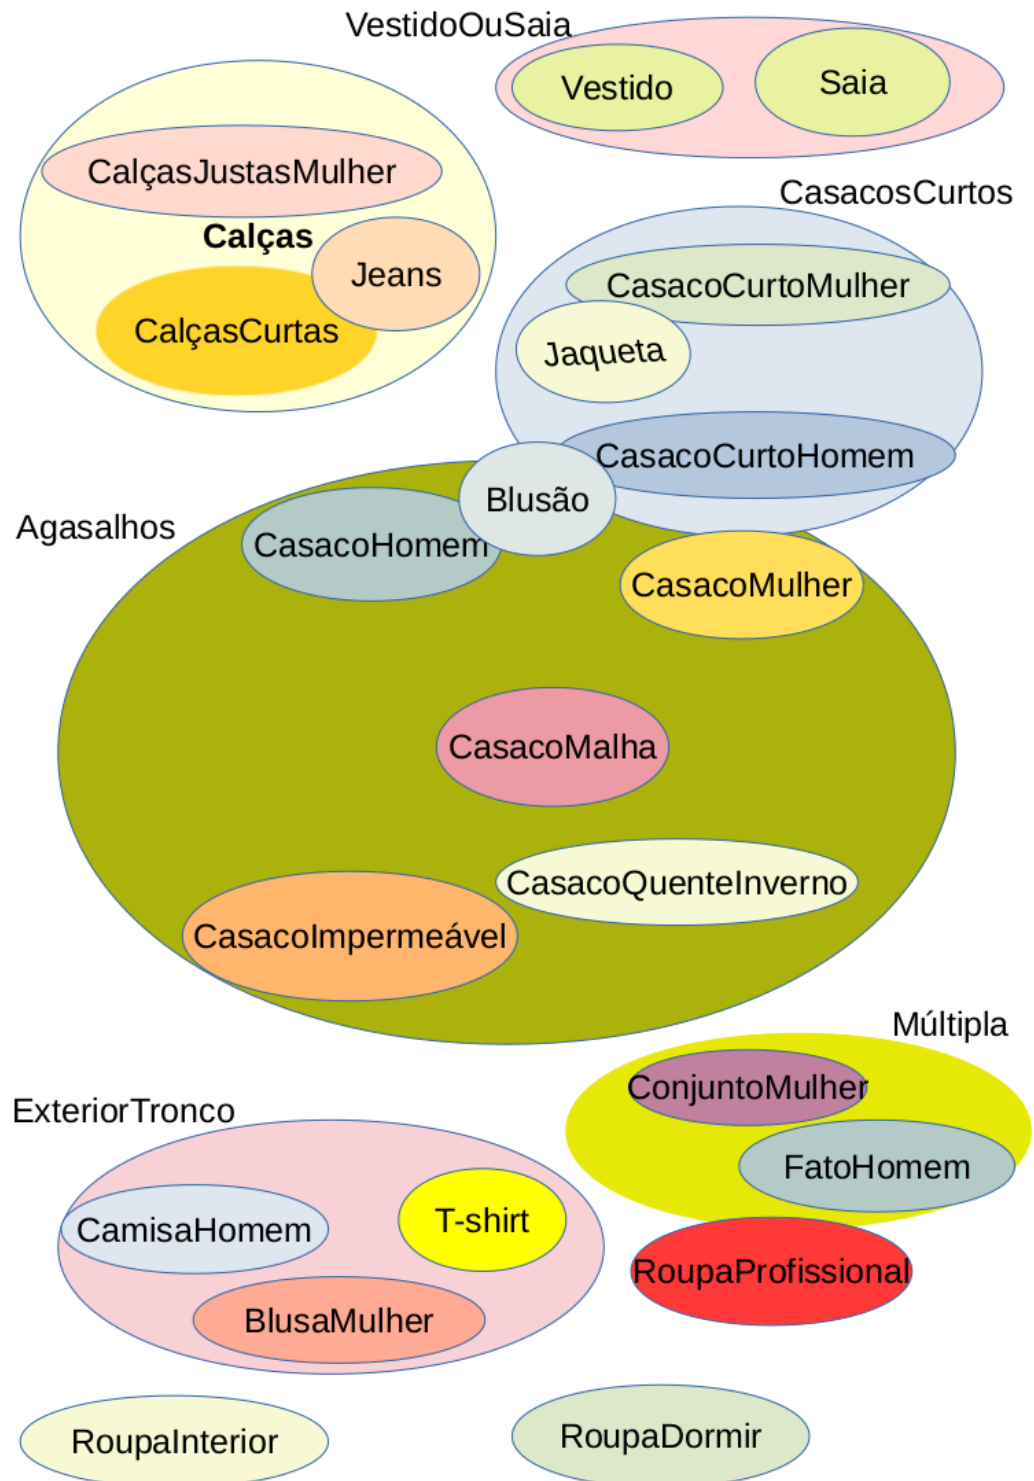 VestidoOuSaia
Vestido
Saia
CalçasJustasMulher
CasacosCurtos
Calças
Jeans
CasacoCurtoMulher
CalçasCurtas
Jaqueta
CasacoCurtoHomem
Blusão
Agasalhos
CasacoHomem
CasacoMulher
CasacoMalha
CasacoQuenteInverno
CasacoImpermeável
Múltipla
ConjuntoMulher
ExteriorTronco
FatoHomem
CamisaHomem
T-shirt
RoupaProfissional
BlusaMulher
RoupaInterior
RoupaDormir